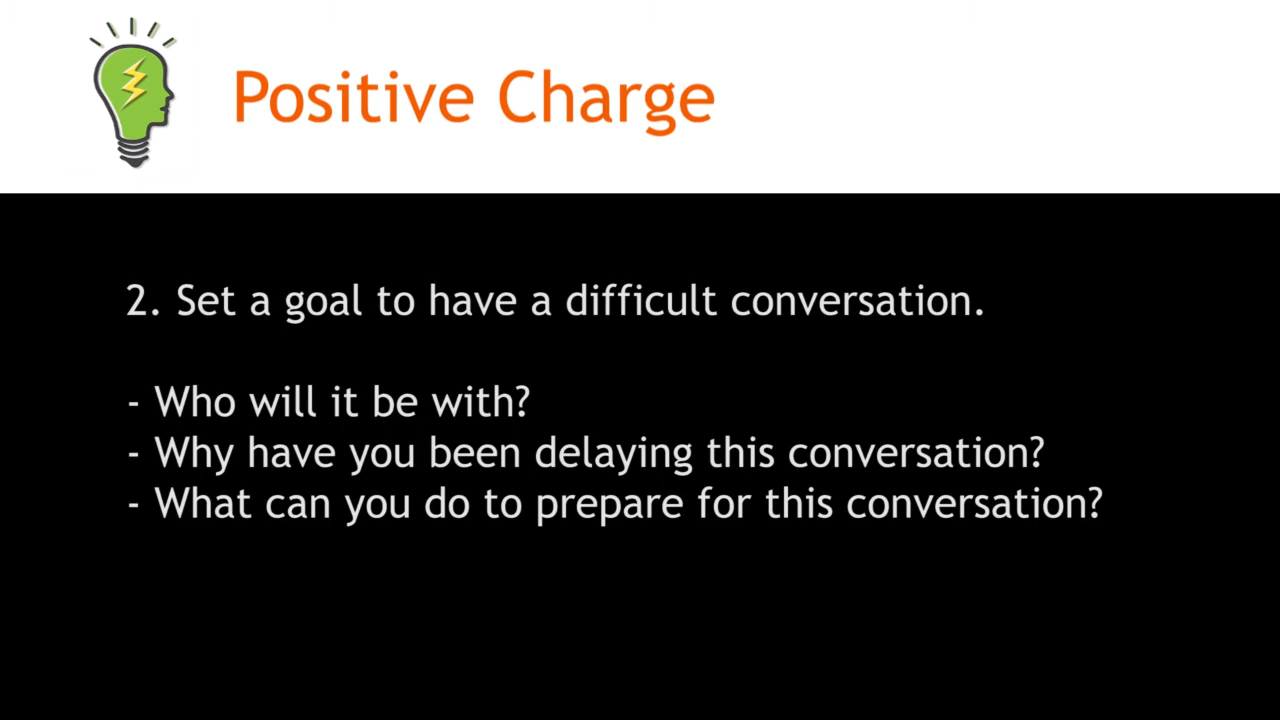 Positive Charge
2. Set a goal to have a difficult conversation.
- Who will it be with?
- Why have you been delaying this conversation?
- What can you do to prepare for this conversation?